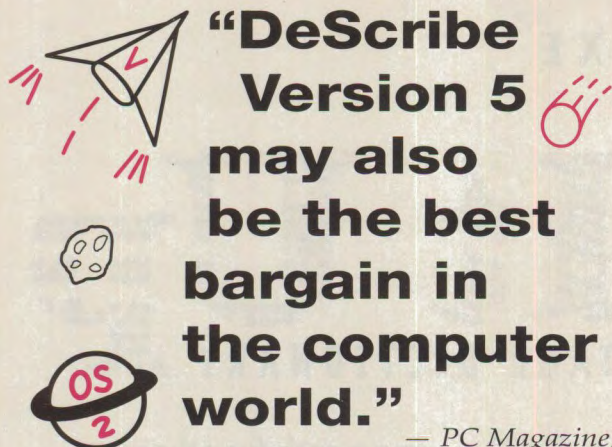 “DeScribe
Version 5
may also
be the best
bargain in
the computer
world.”
— PC Magazine
V
OS
2